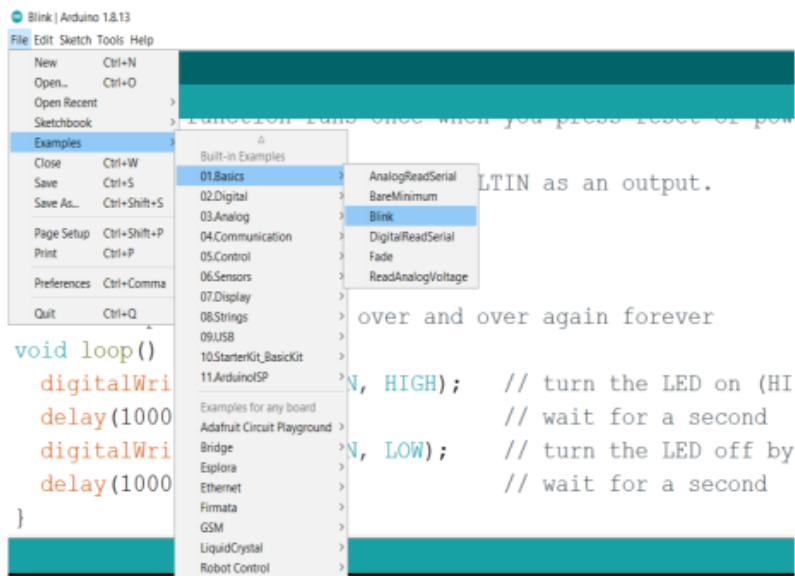 Blink | Arduino 1.8.13
File Edit Sketch Tools Help
New Ctrl+N
Open... Ctrl+O
Open Recent
Sketchbook
Examples
Close Ctrl+W
Save Ctrl+S
Save As... Ctrl+Shift+S
Page Setup Ctrl+Shift+P
Print Ctrl+P
Preferences Ctrl+Comma
Quit Ctrl+Q
Built-in Examples
01.Basics
02.Digital
03.Analog
04.Communication
05.Control
06.Sensors
07.Display
08.Strings
09.USB
10.StarterKit_BasicKit
11.ArduinoISP
Examples for any board
Adafruit Circuit Playground
Bridge
Esplora
Ethernet
Firmata
GSM
LiquidCrystal
Robot Control
AnalogReadSerial
BareMinimum
Blink
DigitalReadSerial
Fade
ReadAnalogVoltage
function runs once when you press reset or pow
LTIN as an output.
over and over again forever
void loop()
digitalWri N, HIGH); // turn the LED on (HI
delay(1000 // wait for a second
digitalWri N, LOW); // turn the LED off by
delay(1000 // wait for a second
}